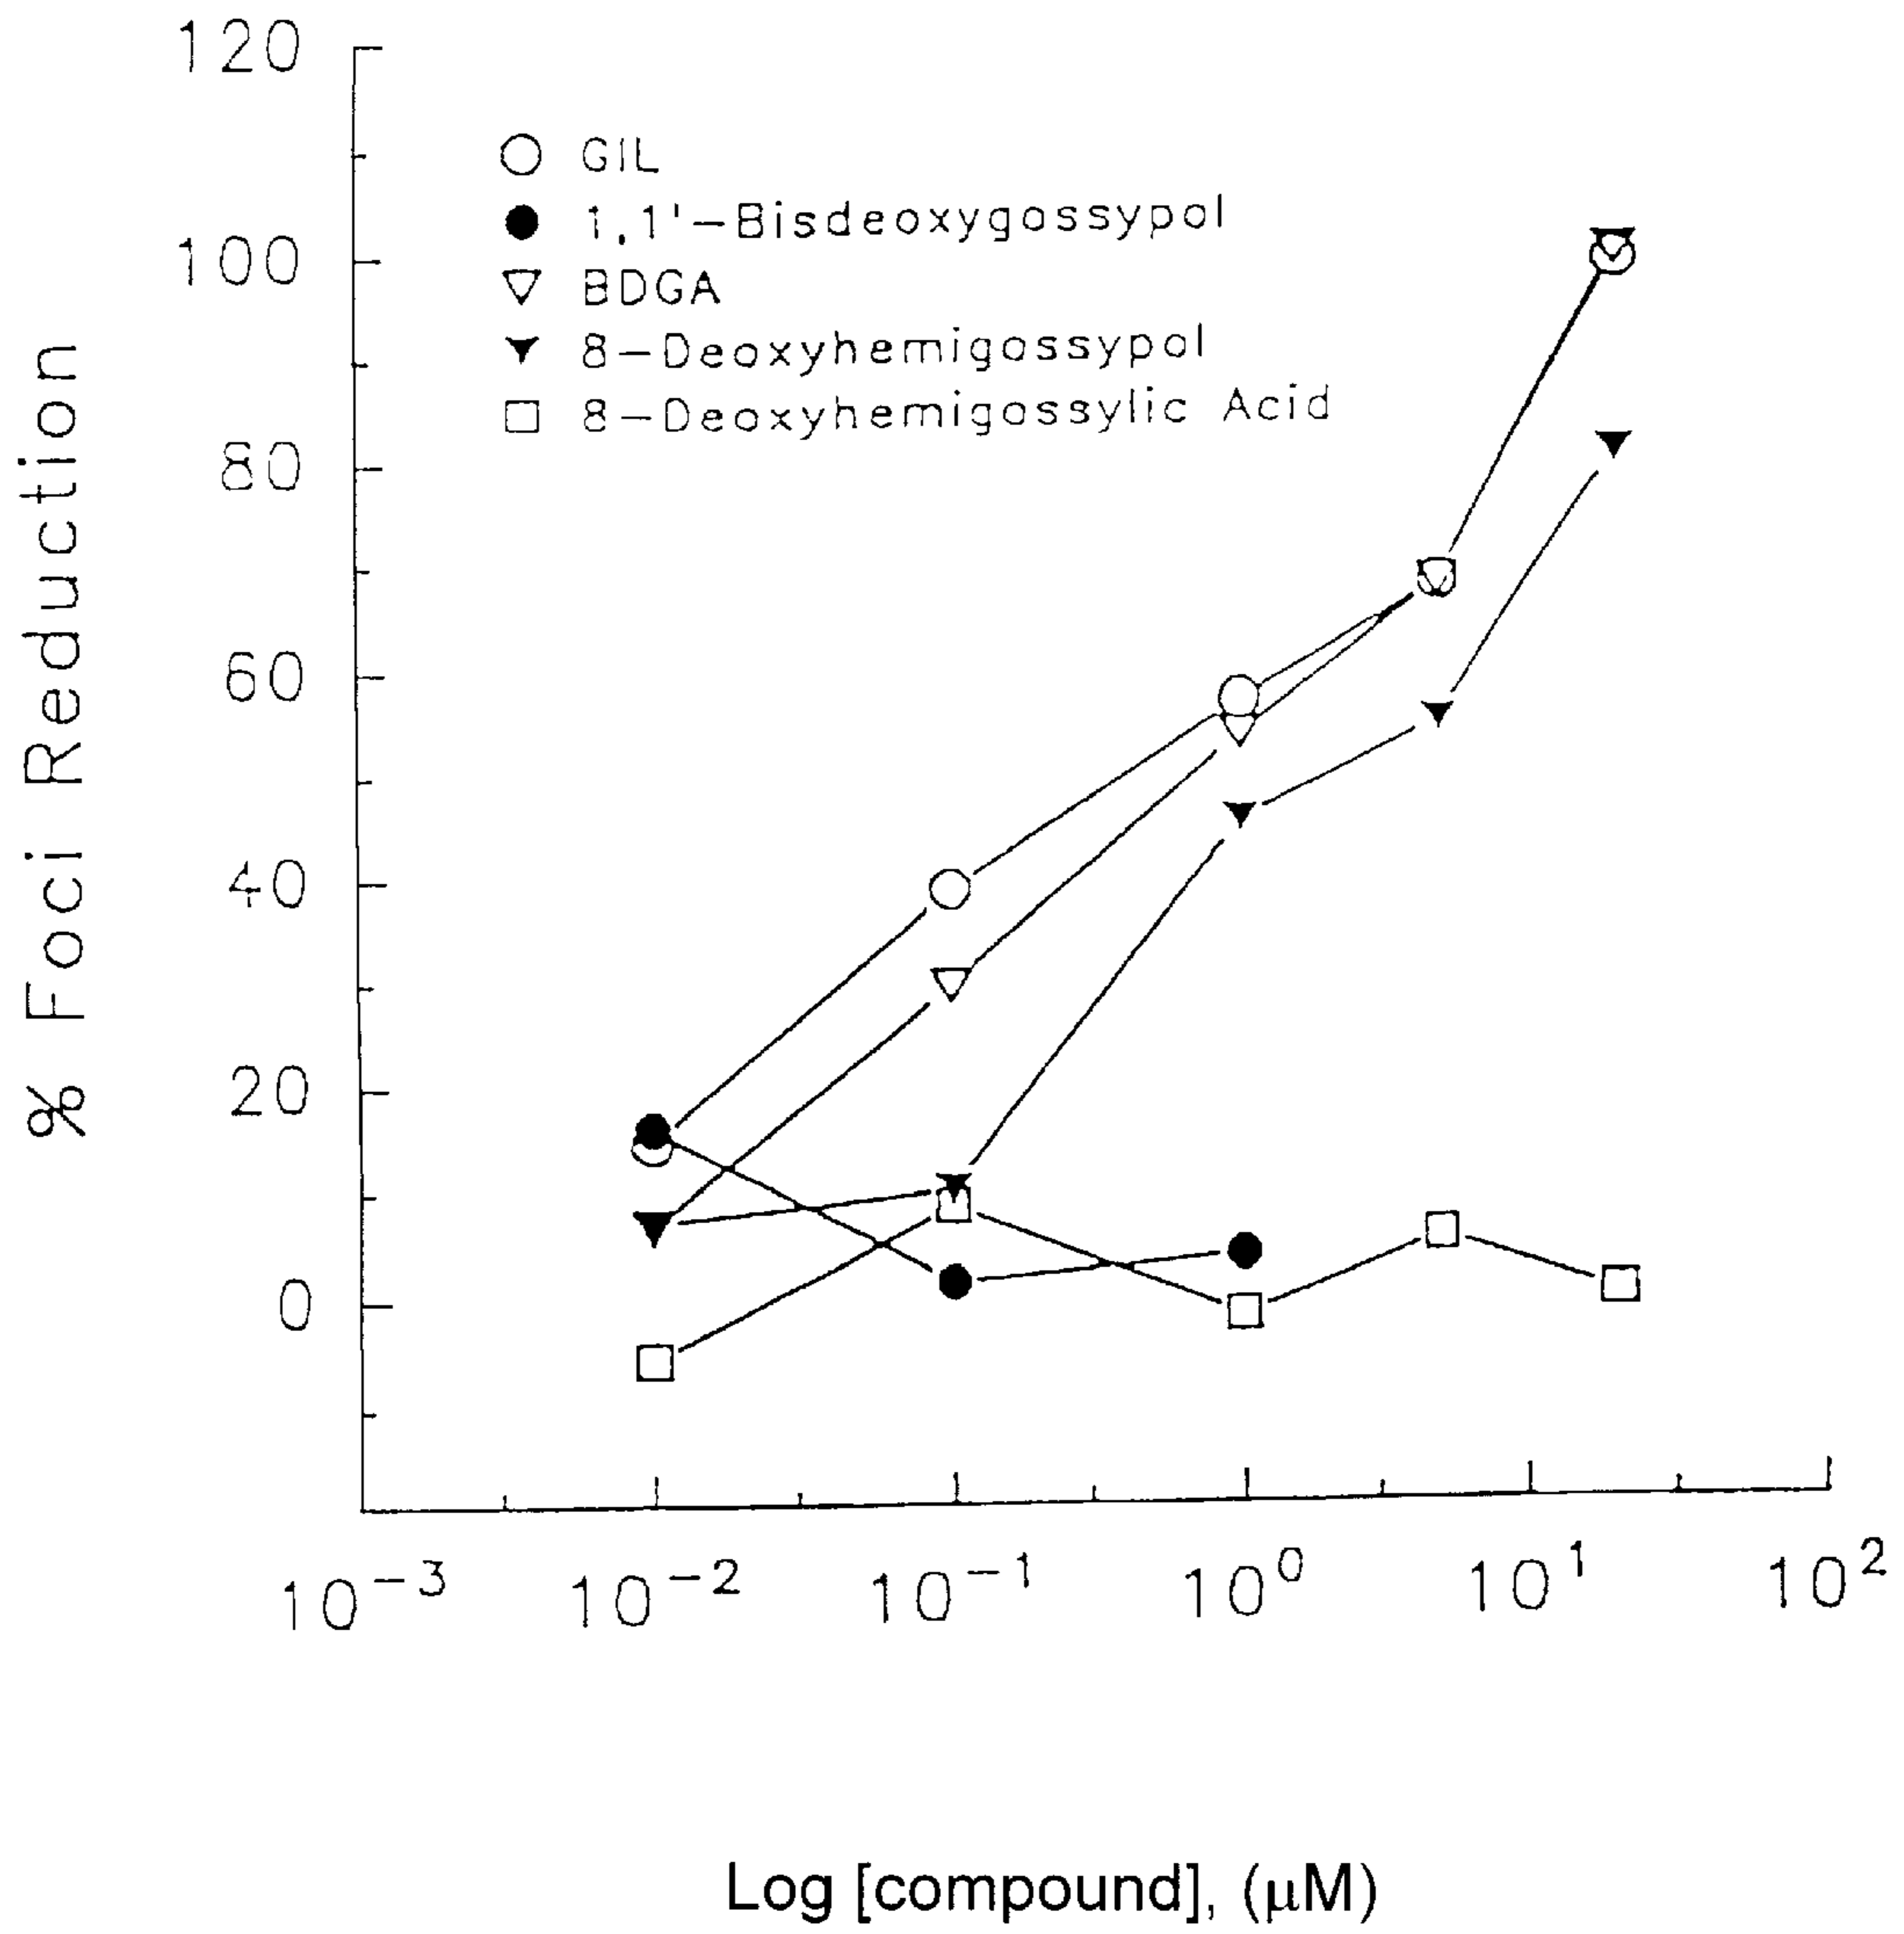 120
100
80
60
40
20
0
% Foci Reduction
GIL
1,1'-Bisdeoxygossypol
BDGA
8-Deoxyhemigossypol
8-Deoxyhemigossylic Acid
10⁻³ 10⁻² 10⁻¹ 10⁰ 10¹ 10²
Log [compound], (μM)